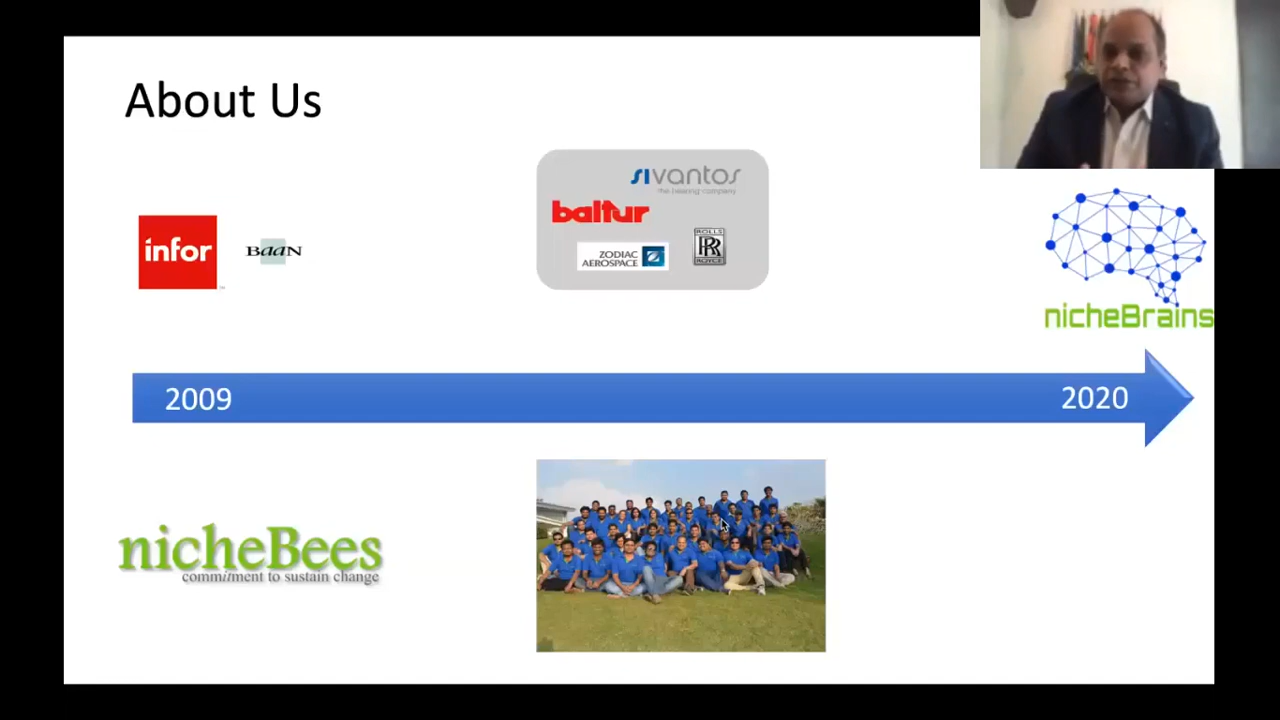 About Us
infor
BaaN
sivantos
the hearing company
baltur
ZODIAC
AEROSPACE
ROLLS
RR
ROYCE
nicheBrains
2009
2020
nicheBees
commitment to sustain change